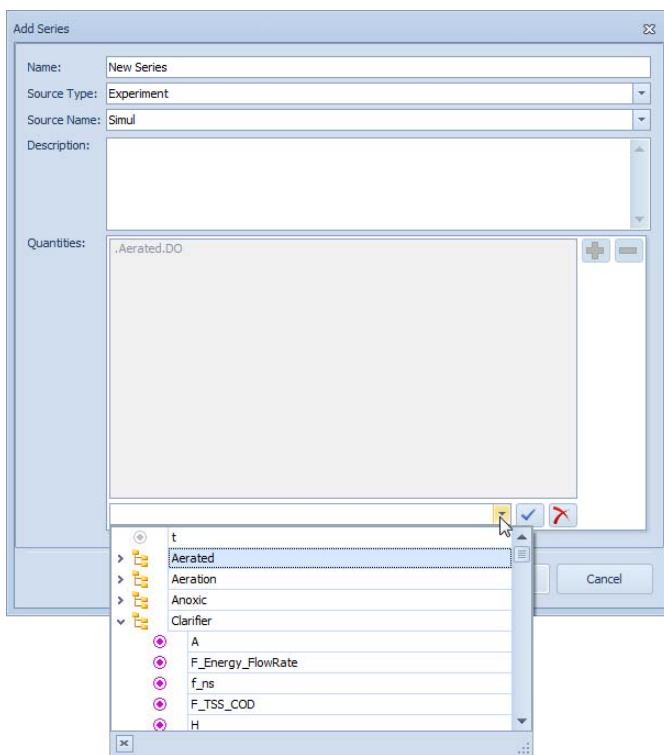 Add Series
Name: New Series
Source Type: Experiment
Source Name: Simul
Description:
Quantities: .Aerated.DO
t
Aerated
Aeration
Anoxic
Clarifier
A
F_Energy_FlowRate
f_ns
F_TSS_COD
H
Cancel